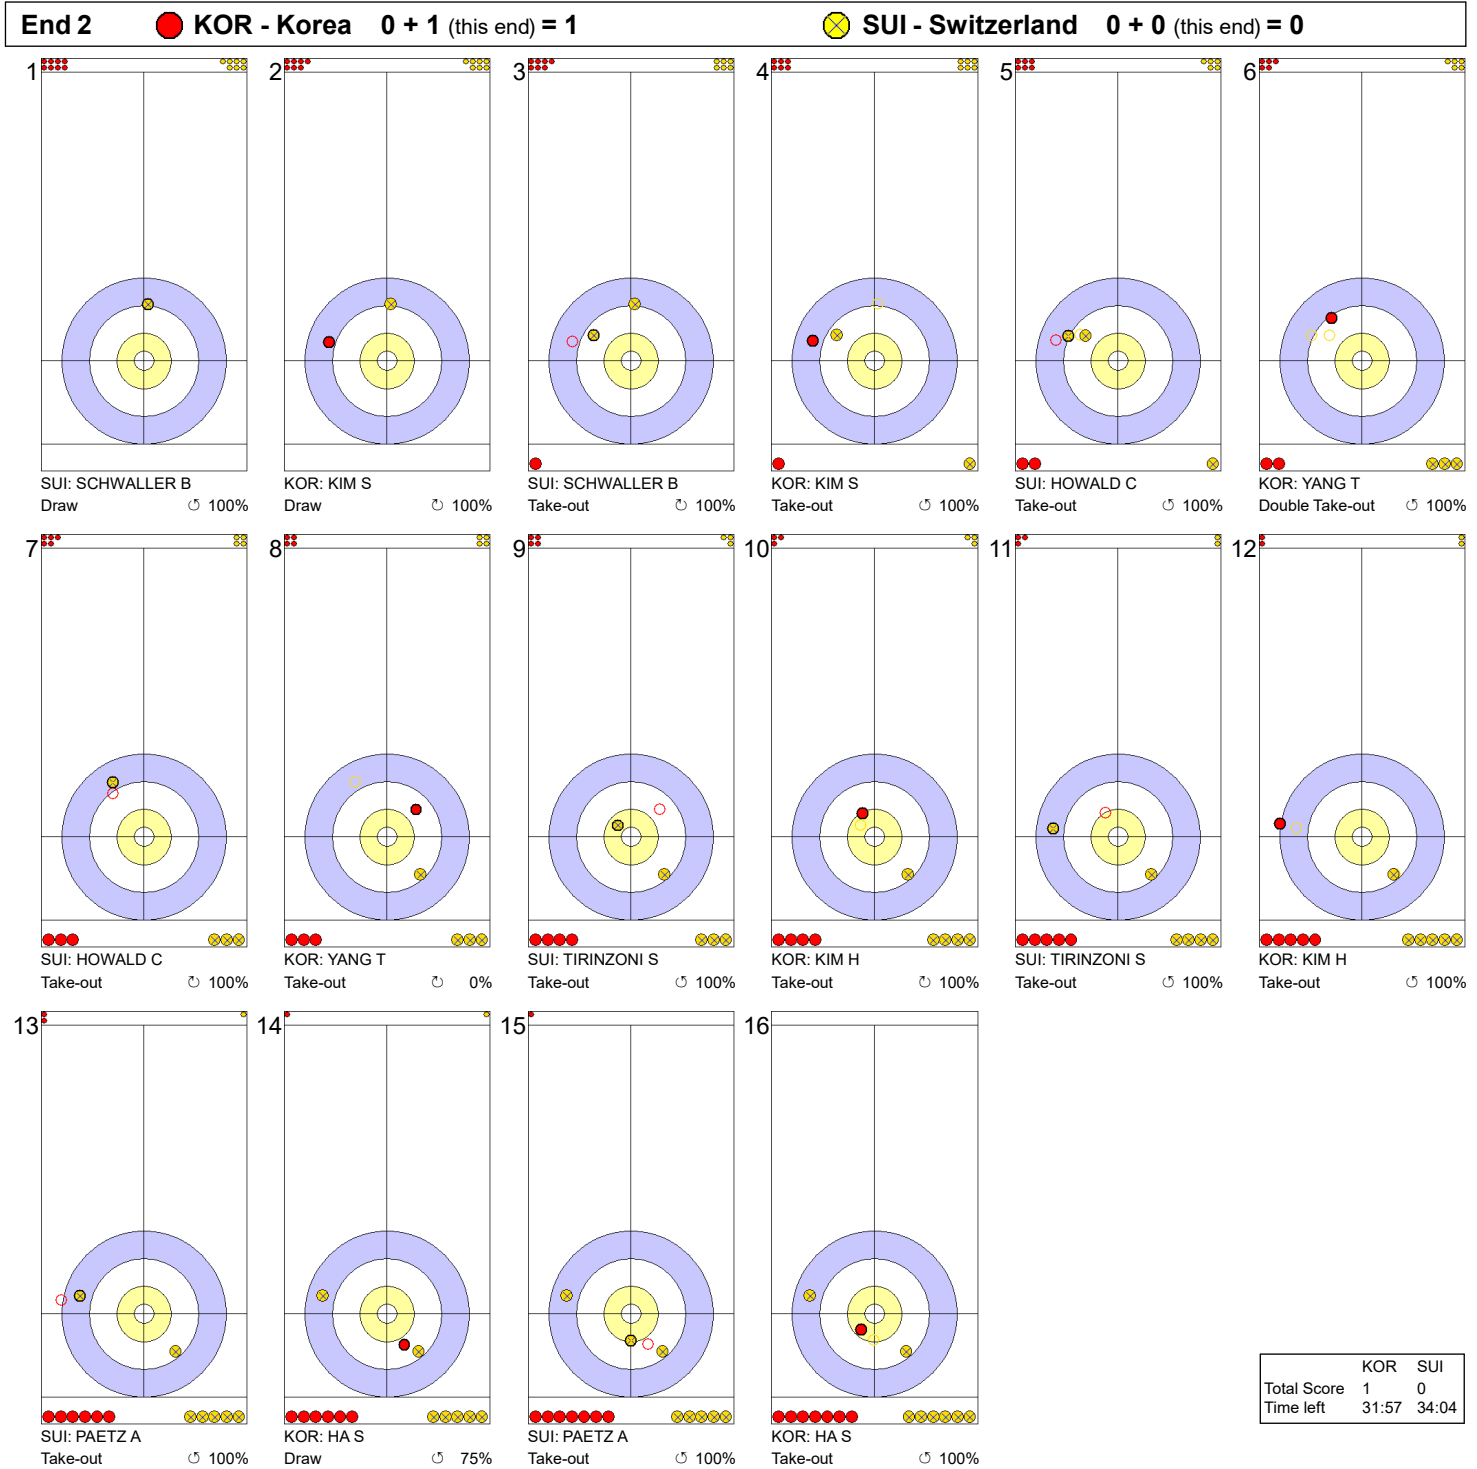 End 2 KOR - Korea 0 + 1 (this end) = 1 SUI - Switzerland 0 + 0 (this end) = 0
1 2 3 4 5 6
SUI: SCHWALLER B KOR: KIM S SUI: SCHWALLER B KOR: KIM S SUI: HOWALD C KOR: YANG T
Draw ↺ 100% Draw ↻ 100% Take-out ↺ 100% Take-out ↺ 100% Take-out ↺ 100% Double Take-out ↺ 100%
7 8 9 10 11 12
SUI: HOWALD C KOR: YANG T SUI: TIRINZONI S KOR: KIM H SUI: TIRINZONI S KOR: KIM H
Take-out ↻ 100% Take-out ↻ 0% Take-out ↺ 100% Take-out ↺ 100% Take-out ↺ 100% Take-out ↺ 100%
13 14 15 16
SUI: PAETZ A KOR: HA S SUI: PAETZ A KOR: HA S
Take-out ↺ 100% Draw ↺ 75% Take-out ↺ 100% Take-out ↺ 100%
KOR SUI
Total Score 1 0
Time left 31:57 34:04